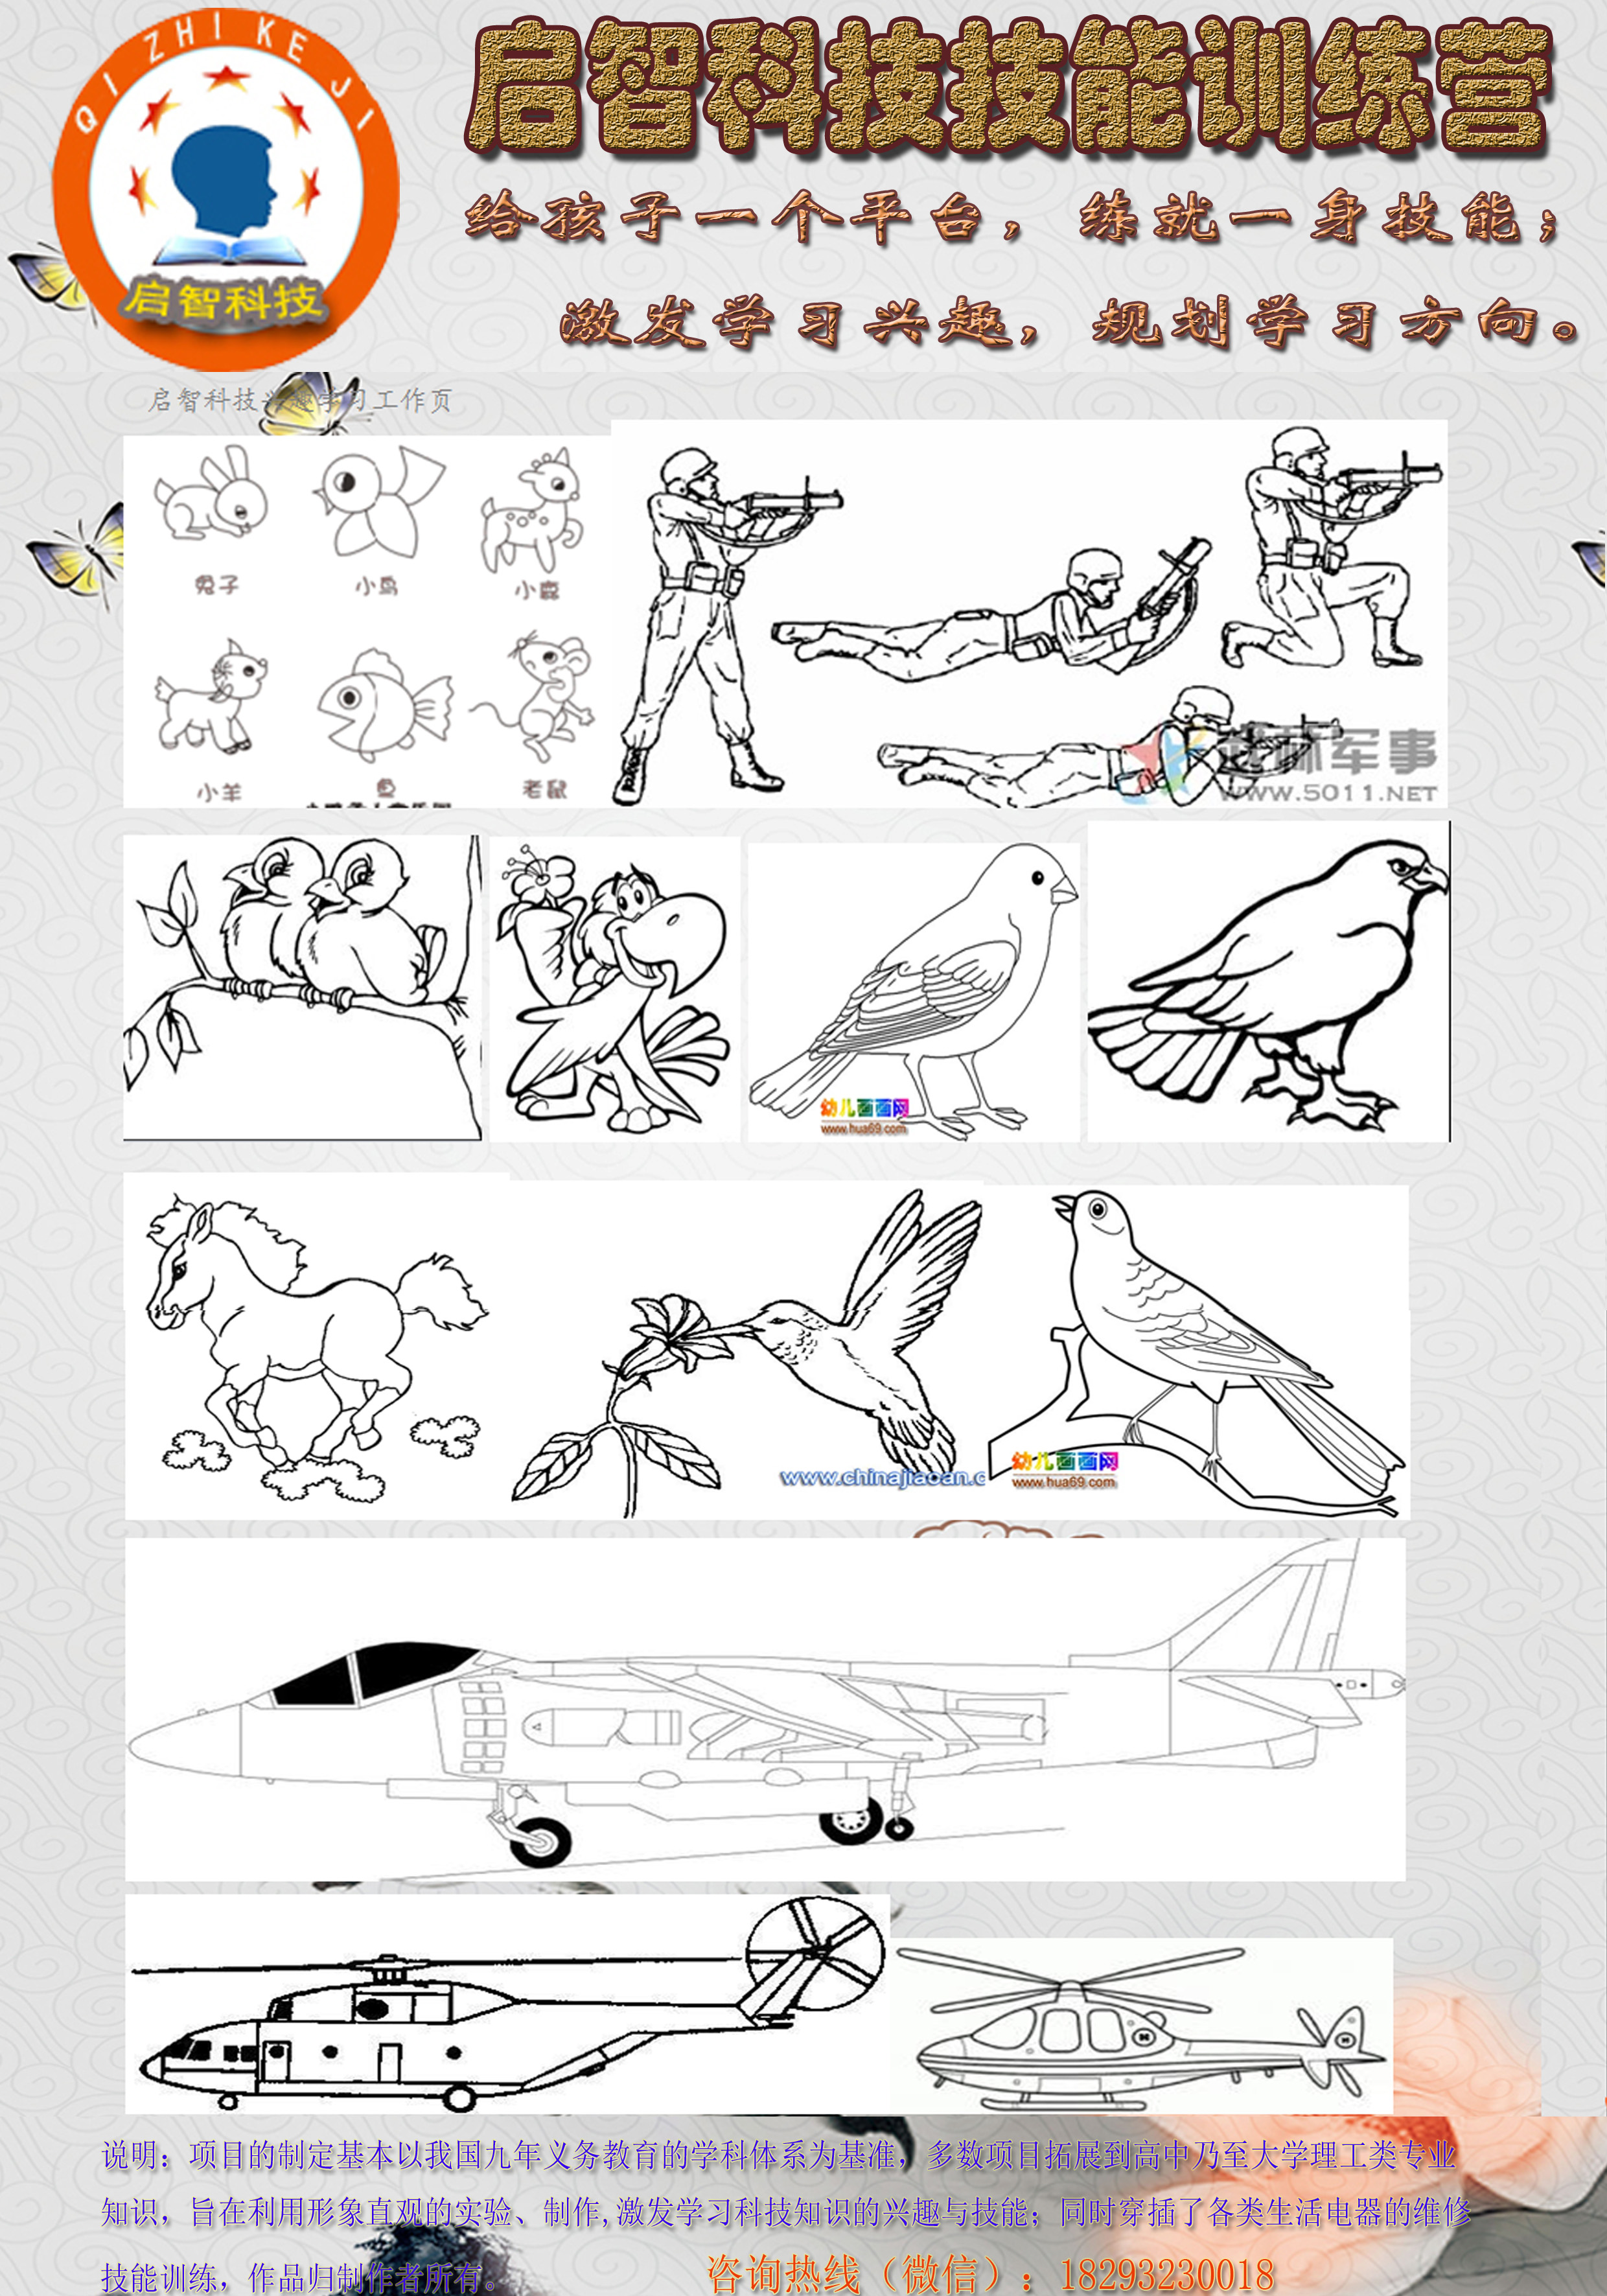 QI ZHI KE JI
启智科技
启智科技技能训练营
给孩子一个平台，练就一身技能；
激发学习兴趣，规划学习方向。
启智科技兴趣学习工作页
兔子 小鸟 小鹿
小羊 鱼 老鼠
军事
WWW.5011.NET
幼儿画画网
www.hua69.com
www.chinajiaoan.c
幼儿画画网
www.hua69.com
说明：项目的制定基本以我国九年义务教育的学科体系为基准，多数项目拓展到高中乃至大学理工类专业
知识，旨在利用形象直观的实验、制作,激发学习科技知识的兴趣与技能；同时穿插了各类生活电器的维修
技能训练，作品归制作者所有。
咨询热线（微信）：18293230018